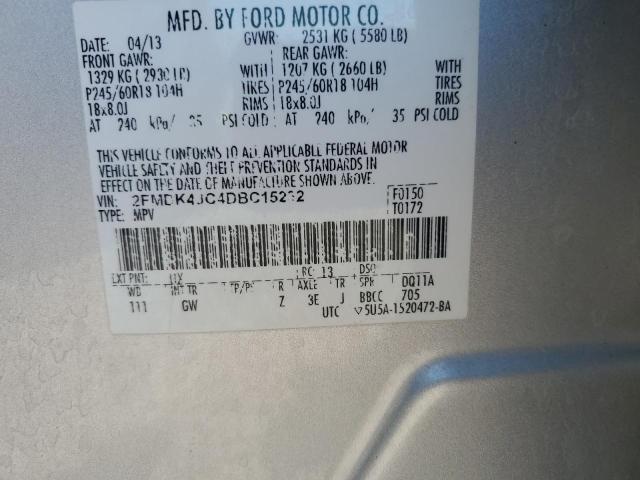 MFD. BY FORD MOTOR CO.
DATE: 04/13 GVWR: 2531 KG ( 5580 LB)
FRONT GAWR: REAR GAWR:
1329 KG ( 2930 LB) WITH 1207 KG ( 2660 LB) WITH
P245/60R18 104H TIRES P245/60R18 104H TIRES
18x8.0J RIMS 18x8.0J RIMS
AT 240 kPa/ 35 PSI COLD AT 240 kPa/ 35 PSI COLD
THIS VEHICLE CONFORMS TO ALL APPLICABLE FEDERAL MOTOR
VEHICLE SAFETY AND THEFT PREVENTION STANDARDS IN
EFFECT ON THE DATE OF MANUFACTURE SHOWN ABOVE.
VIN: F0150
TYPE: MPV T0172
EXT PNT: UX RC: 13 DSO:
WB INT TR TP/PS R AXLE TR SPR DQ11A
111 GW Z 3E J BBCC 705
UTC 5U5A-1520472-BA